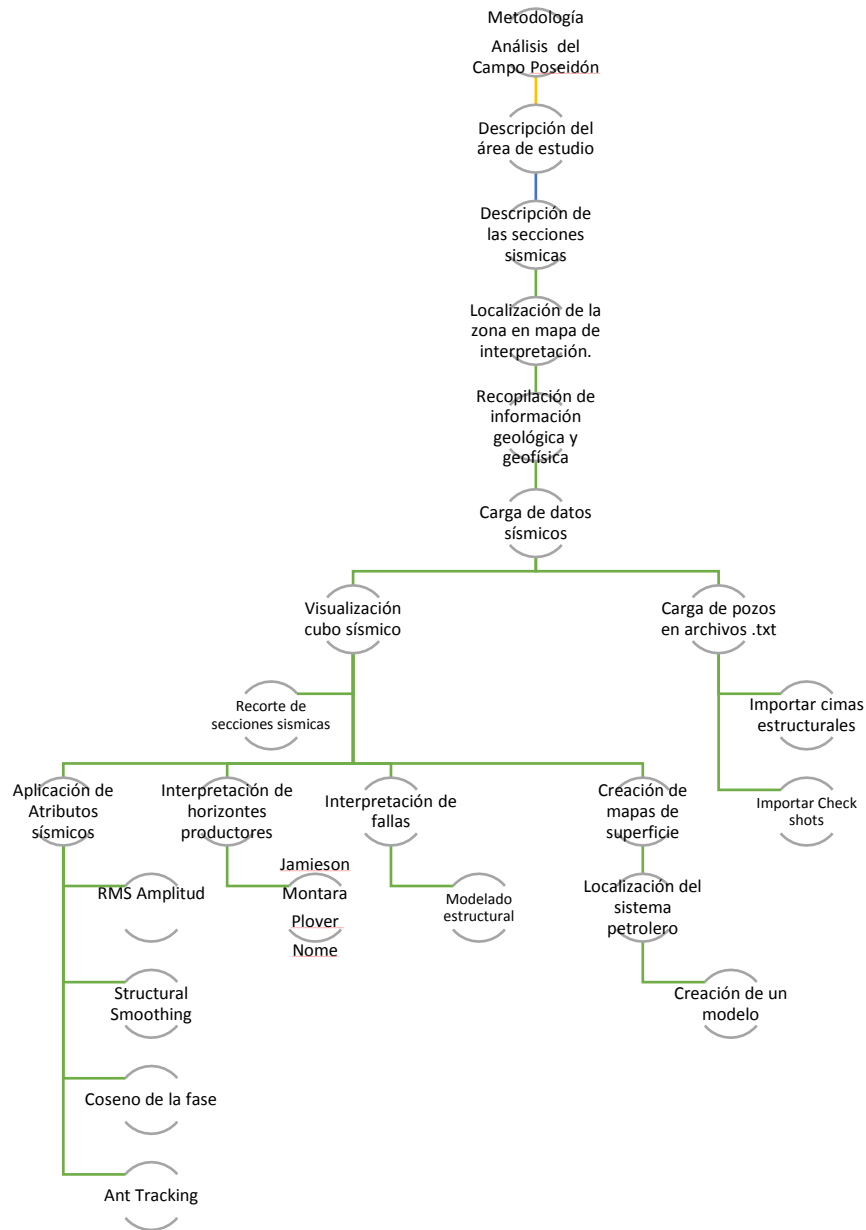 Metodología
Análisis del
Campo Poseidón
Descripción del
área de estudio
Descripción de
las secciones
sismicas
Localización de la
zona en mapa de
interpretación.
Recopilación de
información
geológica y
geofísica
Carga de datos
sísmicos
Visualización
cubo sísmico
Carga de pozos
en archivos .txt
Recorte de
secciones sismicas
Importar cimas
estructurales
Importar Check
shots
Aplicación de
Atributos
sísmicos
Interpretación de
horizontes
productores
Interpretación de
fallas
Creación de
mapas de
superficie
RMS Amplitud
Structural
Smoothing
Coseno de la fase
Ant Tracking
Jamieson
Montara
Plover
Nome
Modelado
estructural
Localización del
sistema
petrolero
Creación de un
modelo